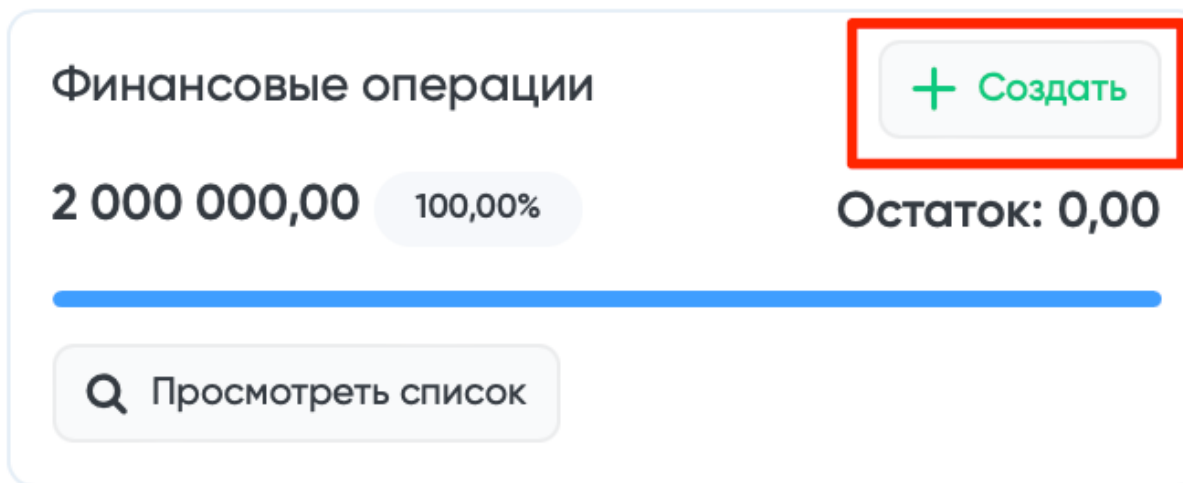 Финансовые операции
+ Создать
2 000 000,00 100,00%
Остаток: 0,00
Просмотреть список